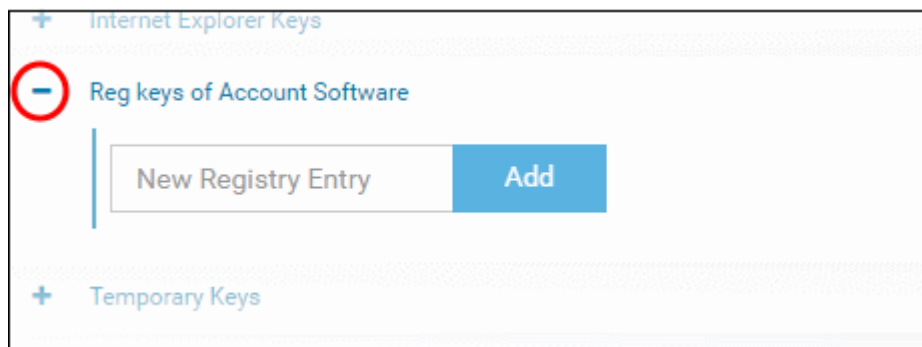 Internet Explorer Keys
Reg keys of Account Software
New Registry Entry
Add
Temporary Keys